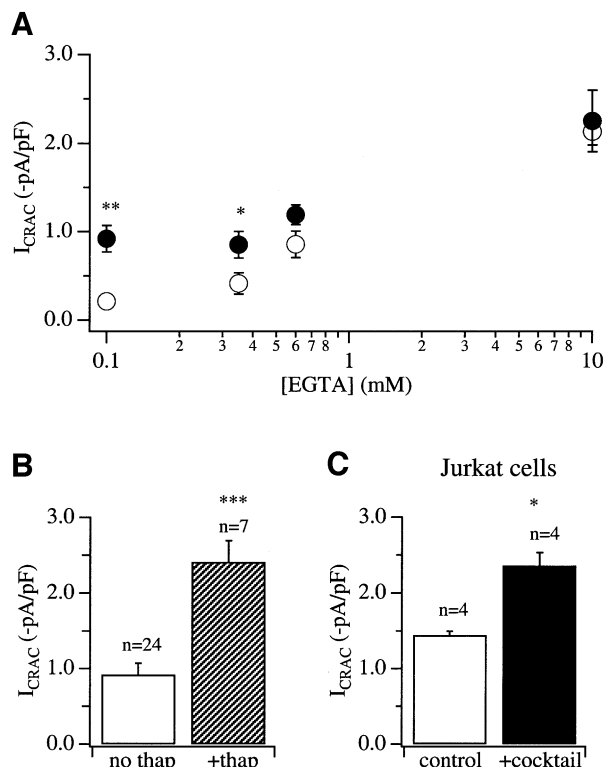 A
I_CRAC (-pA/pF)
3.0
2.0
1.0
0.0
**
*
0.1 2 3 4 5 6 7 8 1 2 3 4 5 6 7 8 10
[EGTA] (mM)
B
I_CRAC (-pA/pF)
3.0
2.0
1.0
0.0
***
n=7
n=24
no thap +thap
C
Jurkat cells
I_CRAC (-pA/pF)
3.0
2.0
1.0
0.0
*
n=4
n=4
control +cocktail